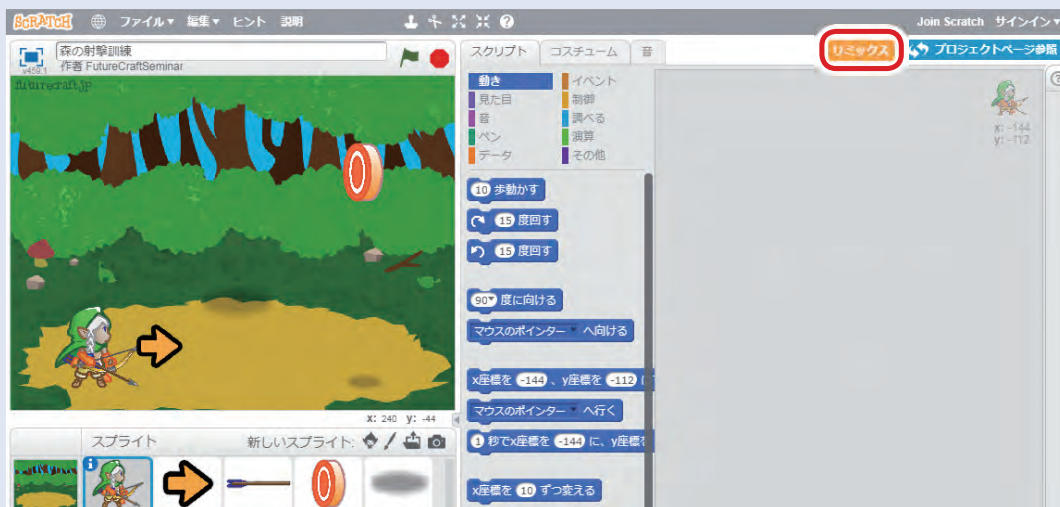 SCRATCH ファイル▼ 編集▼ ヒント 説明 Join Scratch サインイン▼
森の射撃訓練
作者 FutureCraftSeminar
v459.1
futurecraft.jp
スクリプト コスチューム 音 リミックス プロジェクトページ参照
動き イベント
見た目 制御
音 調べる
ペン 演算
データ その他
10 歩動かす
15 度回す
15 度回す
90▼ 度に向ける
マウスのポインター へ向ける
x座標を -144 、y座標を -112
マウスのポインター へ行く
1 秒でx座標を -144 に、y座標を
x座標を 10 ずつ変える
x: -144
y: -112
x: 240 y: -44
スプライト 新しいスプライト: